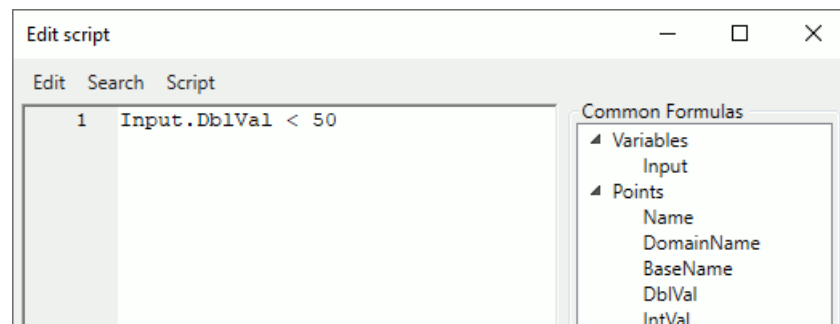 Edit script
Edit Search Script
1 Input.DblVal < 50
Common Formulas
Variables
Input
Points
Name
DomainName
BaseName
DblVal
IntVal